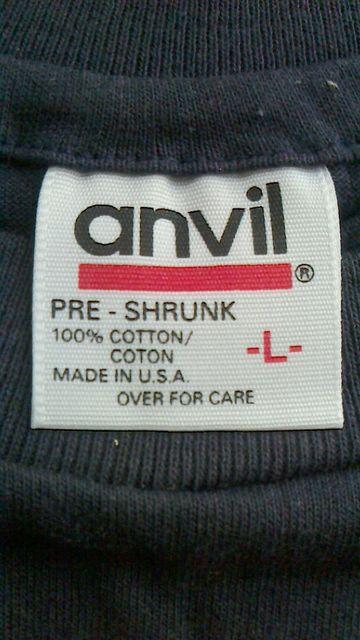 anvil®
PRE - SHRUNK
100% COTTON/
COTON
-L-
MADE IN U.S.A.
OVER FOR CARE